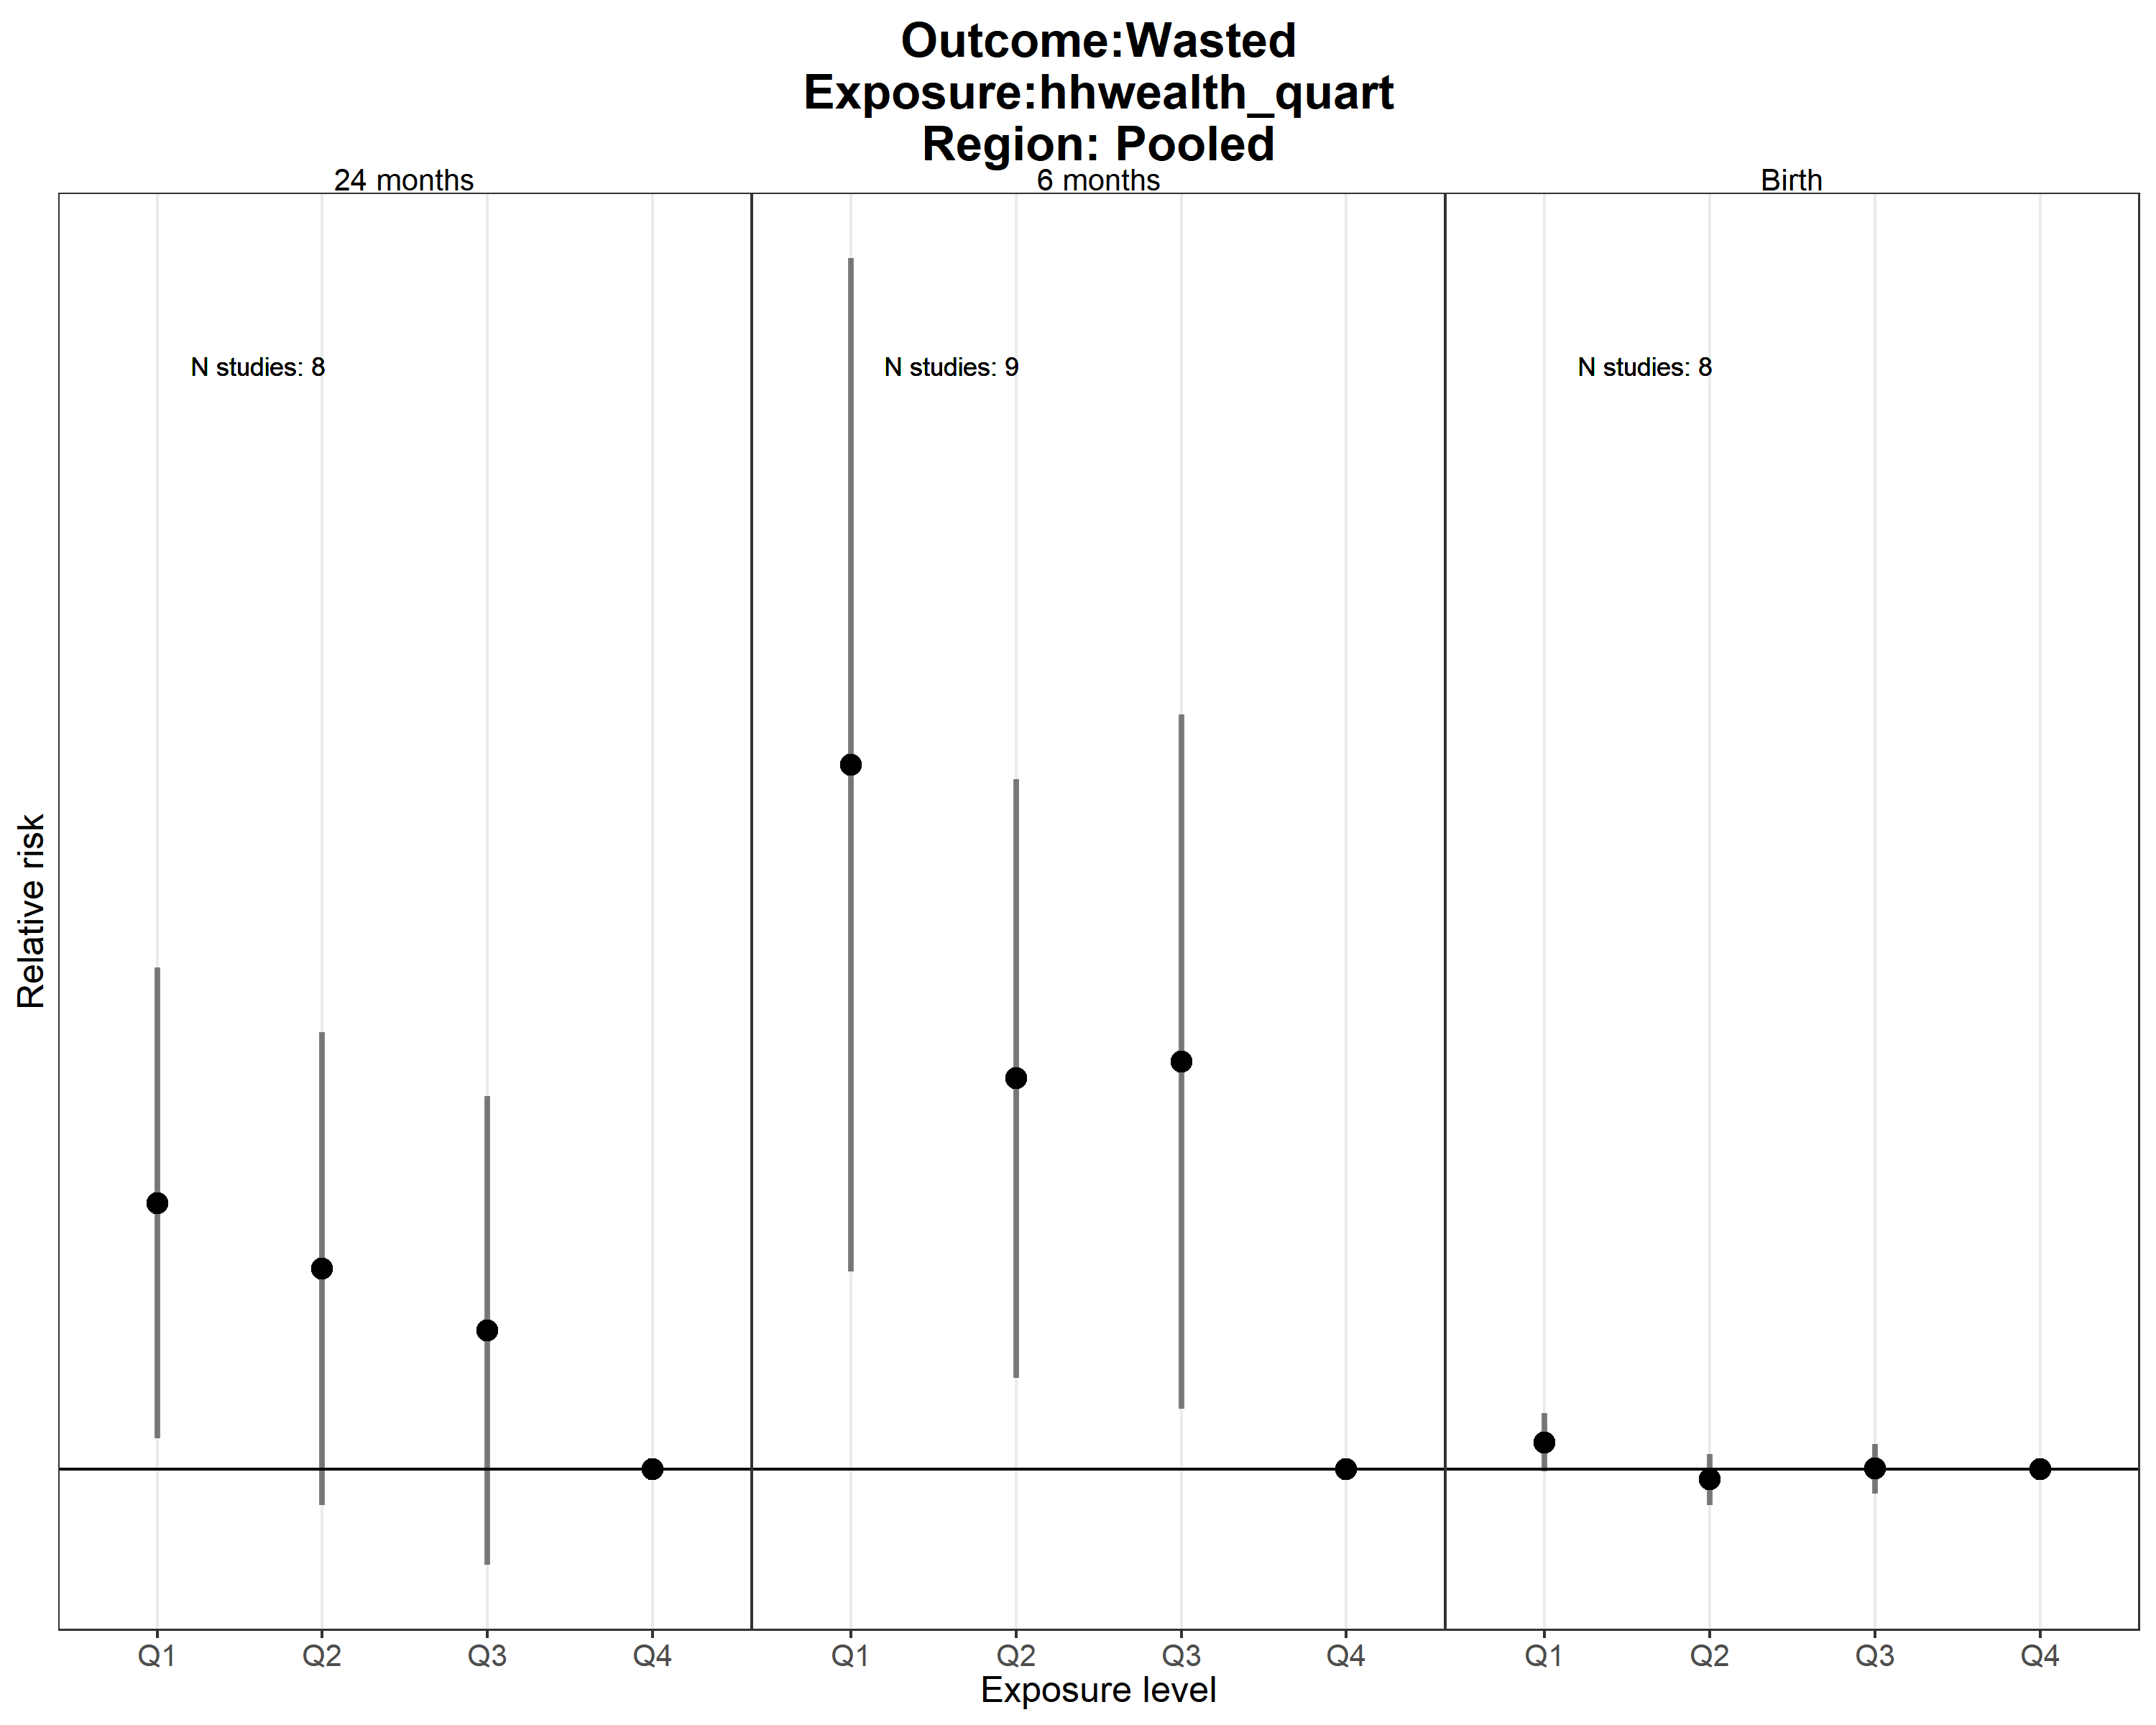 Outcome:Wasted
Exposure:hhwealth_quart
Region: Pooled
24 months
6 months
Birth
N studies: 8
N studies: 9
N studies: 8
Relative risk
Q1
Q2
Q3
Q4
Q1
Q2
Q3
Q4
Q1
Q2
Q3
Q4
Exposure level